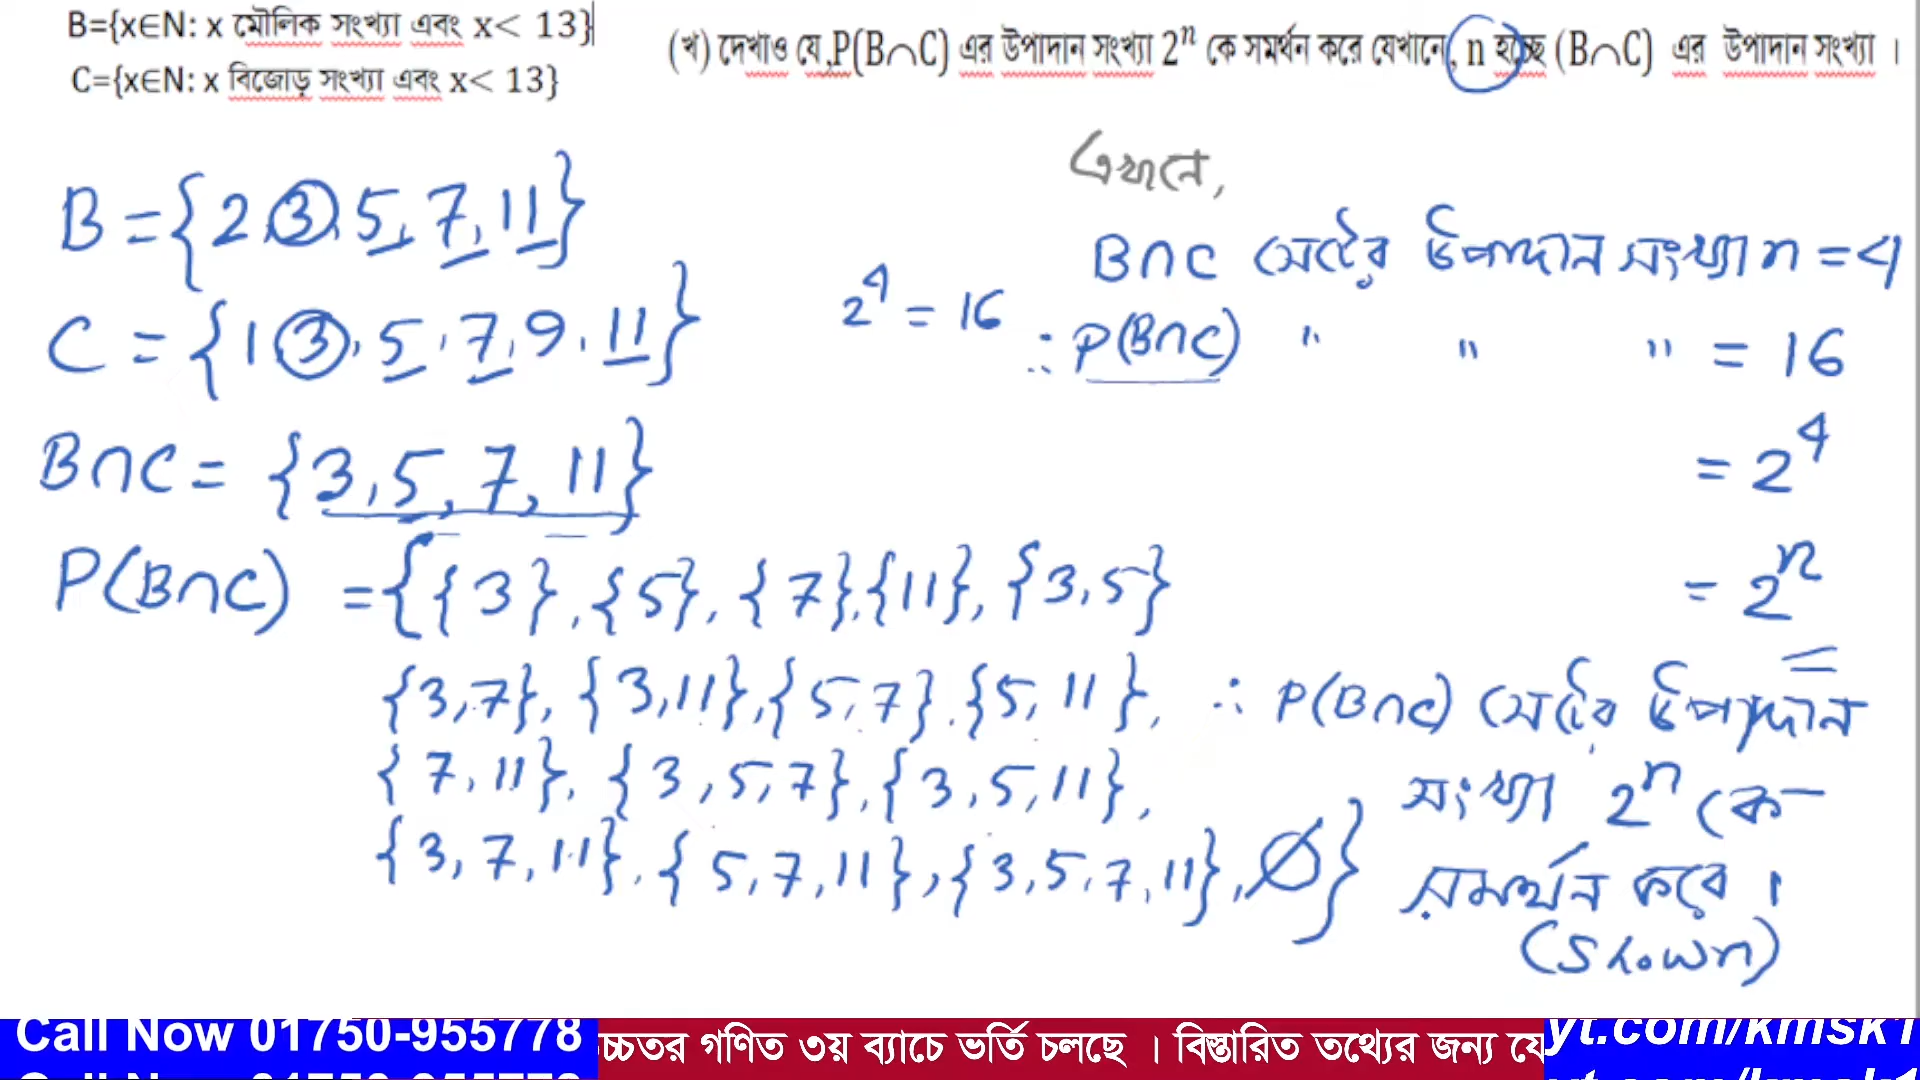 B={x∈N: x মৌলিক সংখ্যা এবং x< 13}
C={x∈N: x বিজোড় সংখ্যা এবং x< 13}
(খ) দেখাও যে,P(B∩C) এর উপাদান সংখ্যা 2ⁿ কে সমর্থন করে যেখানে, n হচ্ছে (B∩C) এর উপাদান সংখ্যা ।
B = {2, 3, 5, 7, 11}
C = {1 3, 5, 7, 9, 11}
B∩C = {3, 5, 7, 11}
P(B∩C) = {{3}, {5}, {7}, {11}, {3, 5}
{3, 7}, {3, 11}, {5, 7}, {5, 11},
{7, 11}, {3, 5, 7}, {3, 5, 11},
{3, 7, 11}, {5, 7, 11}, {3, 5, 7, 11}, ∅}
2⁴ = 16
এখানে,
B∩C সেটের উপাদান সংখ্যা n = 4
∴ P(B∩C) " " " = 16
= 2⁴
= 2ⁿ
∴ P(B∩C) সেটের উপাদান
সংখ্যা 2ⁿ কে
সমর্থন করে ।
(Shown)
Call Now 01750-955778
চ্চতর গণিত ৩য় ব্যাচে ভর্তি চলছে । বিস্তারিত তথ্যের জন্য যে
yt.com/kmsk1